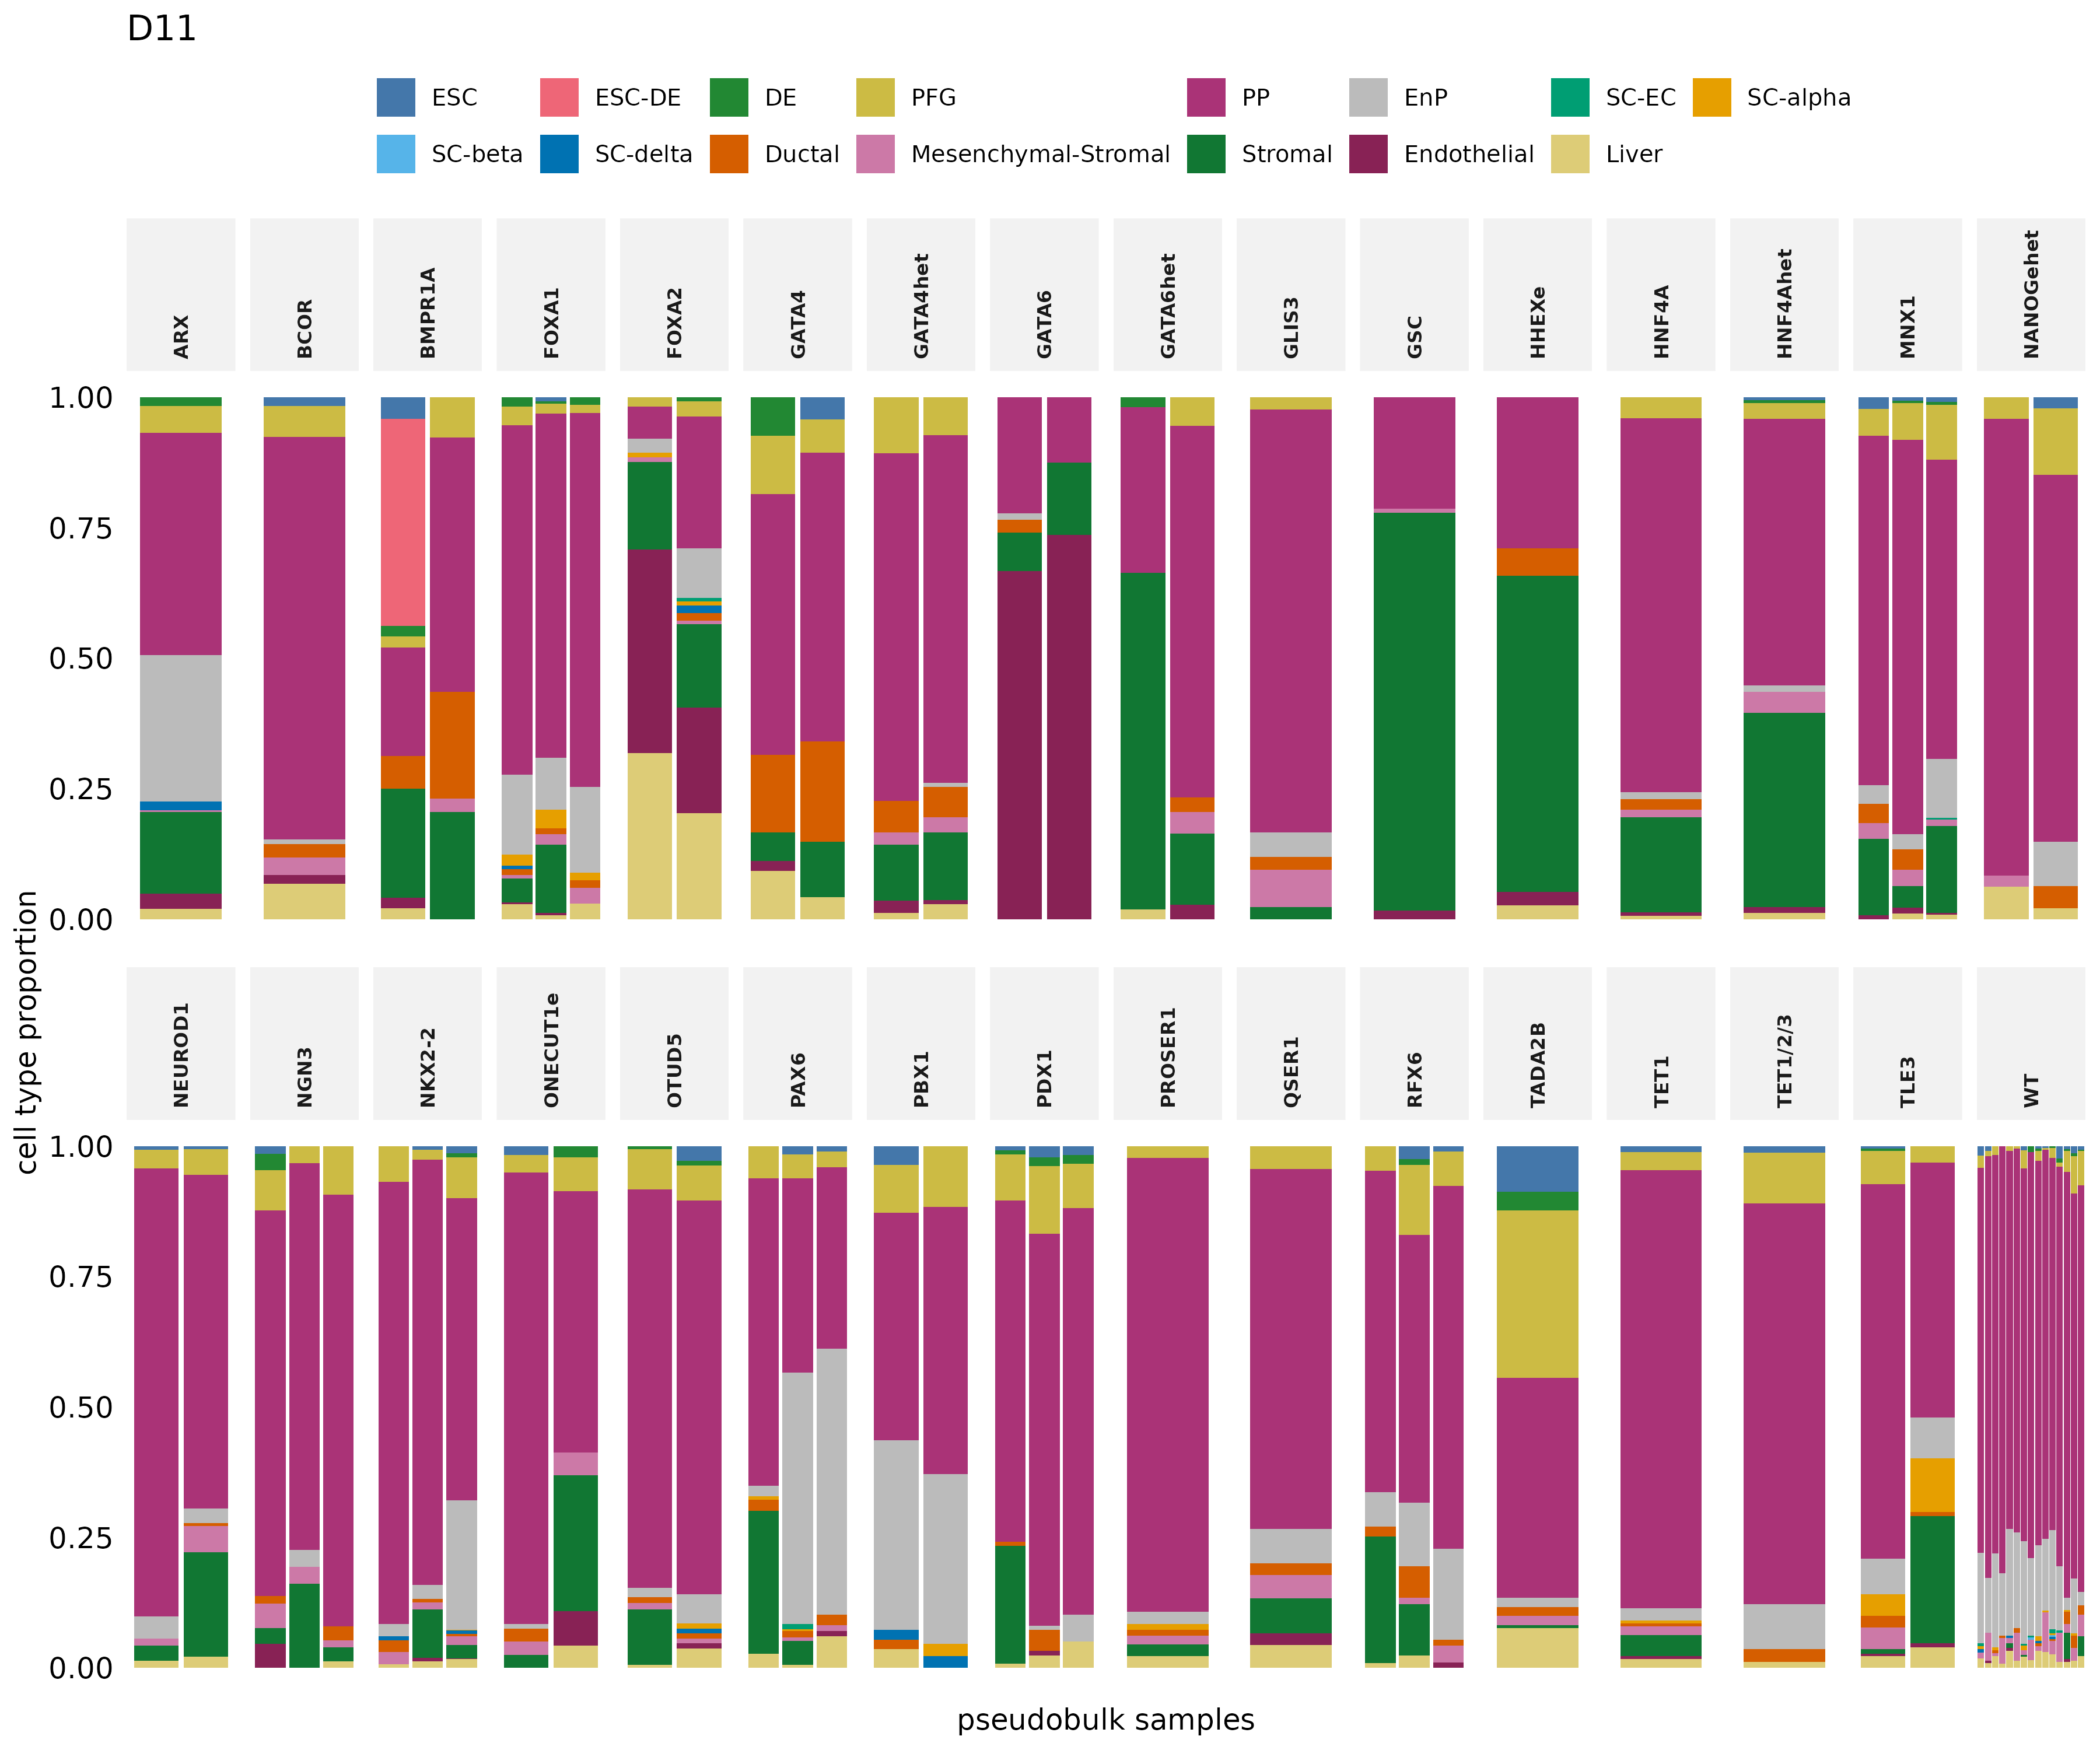 D11
ESC ESC-DE DE PFG PP EnP SC-EC SC-alpha
SC-beta SC-delta Ductal Mesenchymal-Stromal Stromal Endothelial Liver
ARX BCOR BMPR1A FOXA1 FOXA2 GATA4 GATA4het GATA6 GATA6het GLIS3 GSC HHEXe HNF4A HNF4Ahet MNX1 NANOGehet
1.00
0.75
0.50
0.25
0.00
cell type proportion
NEUROD1 NGN3 NKX2-2 ONECUT1e OTUD5 PAX6 PBX1 PDX1 PROSER1 QSER1 RFX6 TADA2B TET1 TET1/2/3 TLE3 WT
1.00
0.75
0.50
0.25
0.00
pseudobulk samples